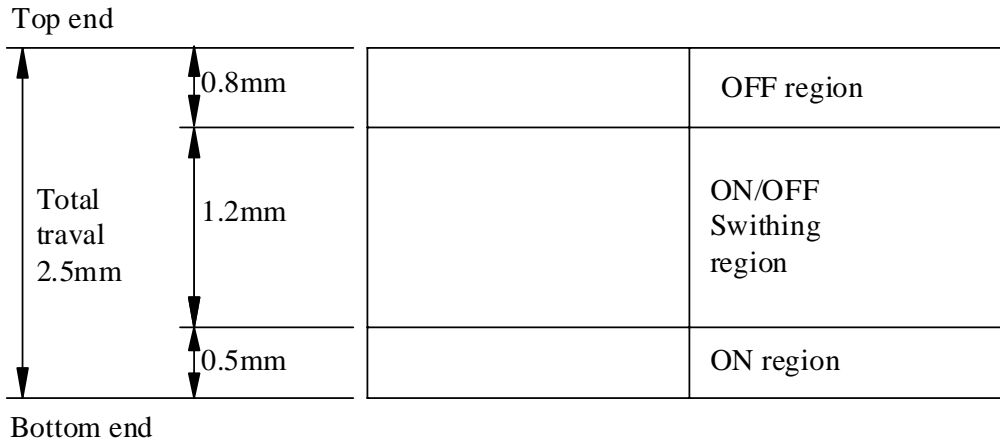 Top end
0.8mm
OFF region
Total
traval
2.5mm
1.2mm
ON/OFF
Swithing
region
0.5mm
ON region
Bottom end